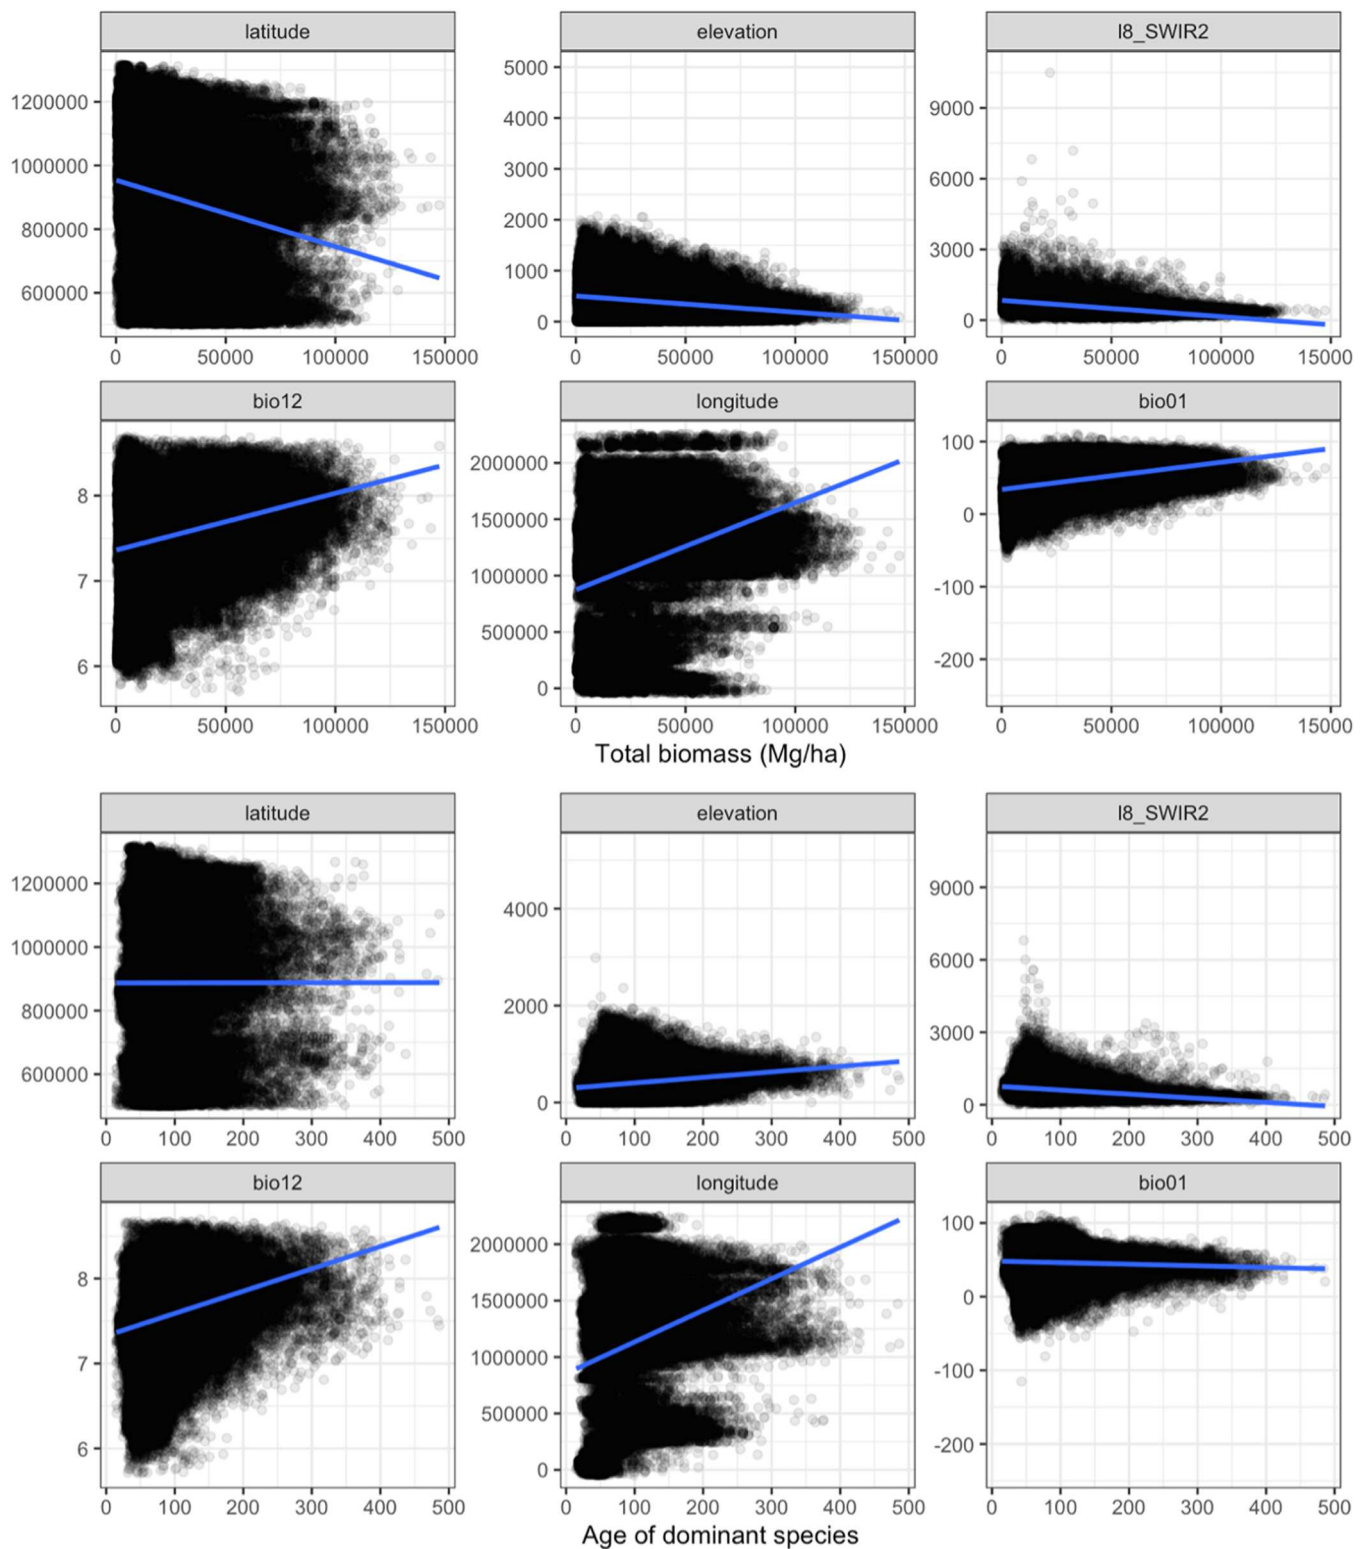 latitude elevation l8_SWIR2
1200000 1000000 800000 600000
5000 4000 3000 2000 1000 0
9000 6000 3000 0
0 50000 100000 150000 0 50000 100000 150000 0 50000 100000 150000
bio12 longitude bio01
8 7 6
2000000 1500000 1000000 500000 0
100 0 -100 -200
0 50000 100000 150000 0 50000 100000 150000 0 50000 100000 150000
Total biomass (Mg/ha)
latitude elevation l8_SWIR2
1200000 1000000 800000 600000
4000 2000 0
9000 6000 3000 0
0 100 200 300 400 500 0 100 200 300 400 500 0 100 200 300 400 500
bio12 longitude bio01
8 7 6
2000000 1500000 1000000 500000 0
100 0 -100 -200
0 100 200 300 400 500 0 100 200 300 400 500 0 100 200 300 400 500
Age of dominant species